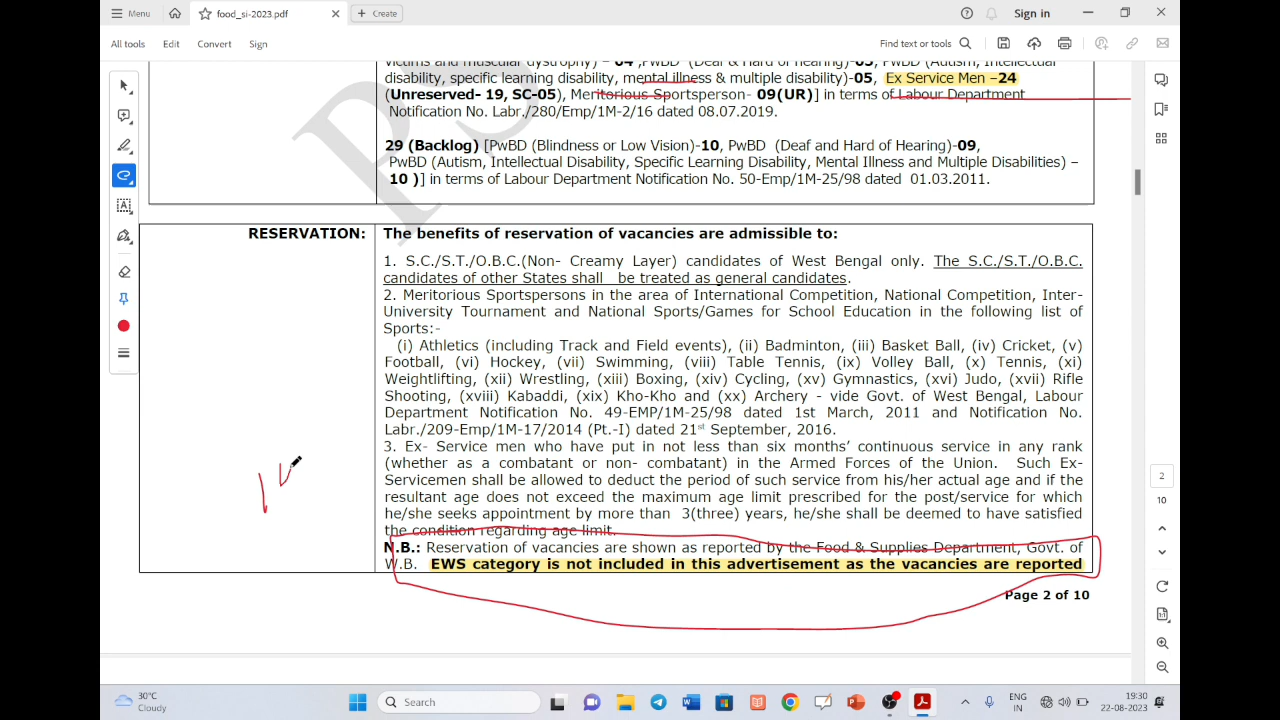 Menu
food_si-2023.pdf
Create
Sign in
All tools Edit Convert Sign
Find text or tools
victims and muscular dystrophy) – 04 ,PwBD (Deaf & Hard of hearing)-05, PwBD (Autism, Intellectual
disability, specific learning disability, mental illness & multiple disability)-05, Ex Service Men –24
(Unreserved- 19, SC-05), Meritorious Sportsperson- 09(UR)] in terms of Labour Department
Notification No. Labr./280/Emp/1M-2/16 dated 08.07.2019.
29 (Backlog) [PwBD (Blindness or Low Vision)-10, PwBD (Deaf and Hard of Hearing)-09,
PwBD (Autism, Intellectual Disability, Specific Learning Disability, Mental Illness and Multiple Disabilities) –
10 )] in terms of Labour Department Notification No. 50-Emp/1M-25/98 dated 01.03.2011.
RESERVATION: The benefits of reservation of vacancies are admissible to:
1. S.C./S.T./O.B.C.(Non- Creamy Layer) candidates of West Bengal only. The S.C./S.T./O.B.C.
candidates of other States shall be treated as general candidates.
2. Meritorious Sportspersons in the area of International Competition, National Competition, Inter-
University Tournament and National Sports/Games for School Education in the following list of
Sports:-
(i) Athletics (including Track and Field events), (ii) Badminton, (iii) Basket Ball, (iv) Cricket, (v)
Football, (vi) Hockey, (vii) Swimming, (viii) Table Tennis, (ix) Volley Ball, (x) Tennis, (xi)
Weightlifting, (xii) Wrestling, (xiii) Boxing, (xiv) Cycling, (xv) Gymnastics, (xvi) Judo, (xvii) Rifle
Shooting, (xviii) Kabaddi, (xix) Kho-Kho and (xx) Archery - vide Govt. of West Bengal, Labour
Department Notification No. 49-EMP/1M-25/98 dated 1st March, 2011 and Notification No.
Labr./209-Emp/1M-17/2014 (Pt.-I) dated 21st September, 2016.
3. Ex- Service men who have put in not less than six months’ continuous service in any rank
(whether as a combatant or non- combatant) in the Armed Forces of the Union. Such Ex-
Servicemen shall be allowed to deduct the period of such service from his/her actual age and if the
resultant age does not exceed the maximum age limit prescribed for the post/service for which
he/she seeks appointment by more than 3(three) years, he/she shall be deemed to have satisfied
the condition regarding age limit.
N.B.: Reservation of vacancies are shown as reported by the Food & Supplies Department, Govt. of
W.B. EWS category is not included in this advertisement as the vacancies are reported
Page 2 of 10
2
10
30°C
Cloudy
Search
ENG
IN
19:30
22-08-2023